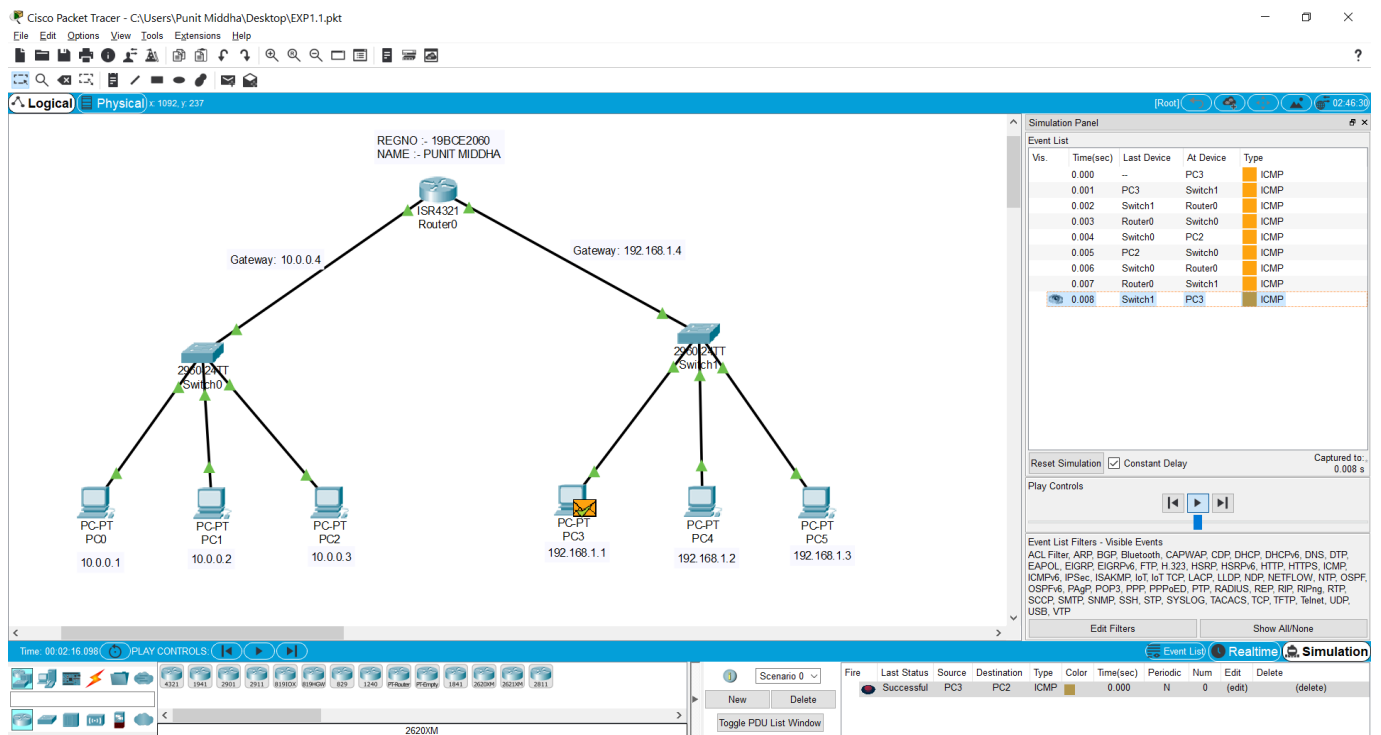 Cisco Packet Tracer - C:\Users\Punit Middha\Desktop\EXP1.1.pkt
File Edit Options View Tools Extensions Help
?
Logical Physical x: 1092, y: 237 [Root] 02:46:30
REGNO :- 19BCE2060
NAME :- PUNIT MIDDHA
ISR4321
Router0
Gateway: 10.0.0.4
Gateway: 192.168.1.4
2960-24TT
Switch0
2960-24TT
Switch1
PC-PT
PC0
10.0.0.1
PC-PT
PC1
10.0.0.2
PC-PT
PC2
10.0.0.3
PC-PT
PC3
192.168.1.1
PC-PT
PC4
192.168.1.2
PC-PT
PC5
192.168.1.3
Simulation Panel
Event List
Vis. Time(sec) Last Device At Device Type
0.000 -- PC3 ICMP
0.001 PC3 Switch1 ICMP
0.002 Switch1 Router0 ICMP
0.003 Router0 Switch0 ICMP
0.004 Switch0 PC2 ICMP
0.005 PC2 Switch0 ICMP
0.006 Switch0 Router0 ICMP
0.007 Router0 Switch1 ICMP
0.008 Switch1 PC3 ICMP
Reset Simulation Constant Delay Captured to:
0.008 s
Play Controls
Event List Filters - Visible Events
ACL Filter, ARP, BGP, Bluetooth, CAPWAP, CDP, DHCP, DHCPv6, DNS, DTP,
EAPOL, EIGRP, EIGRPv6, FTP, H.323, HSRP, HSRPv6, HTTP, HTTPS, ICMP,
ICMPv6, IPSec, ISAKMP, IoT, IoT TCP, LACP, LLDP, NDP, NETFLOW, NTP, OSPF,
OSPFv6, PAgP, POP3, PPP, PPPoED, PTP, RADIUS, REP, RIP, RIPng, RTP,
SCCP, SMTP, SNMP, SSH, STP, SYSLOG, TACACS, TCP, TFTP, Telnet, UDP,
USB, VTP
Edit Filters Show All/None
Time: 00:02:16.098 PLAY CONTROLS: Event List Realtime Simulation
4321 1941 2901 2911 819IOX 819HGW 829 1240 PT-Router PT-Empty 1841 2620XM 2621XM 2811
2620XM
Scenario 0
New Delete
Toggle PDU List Window
Fire Last Status Source Destination Type Color Time(sec) Periodic Num Edit Delete
Successful PC3 PC2 ICMP 0.000 N 0 (edit) (delete)